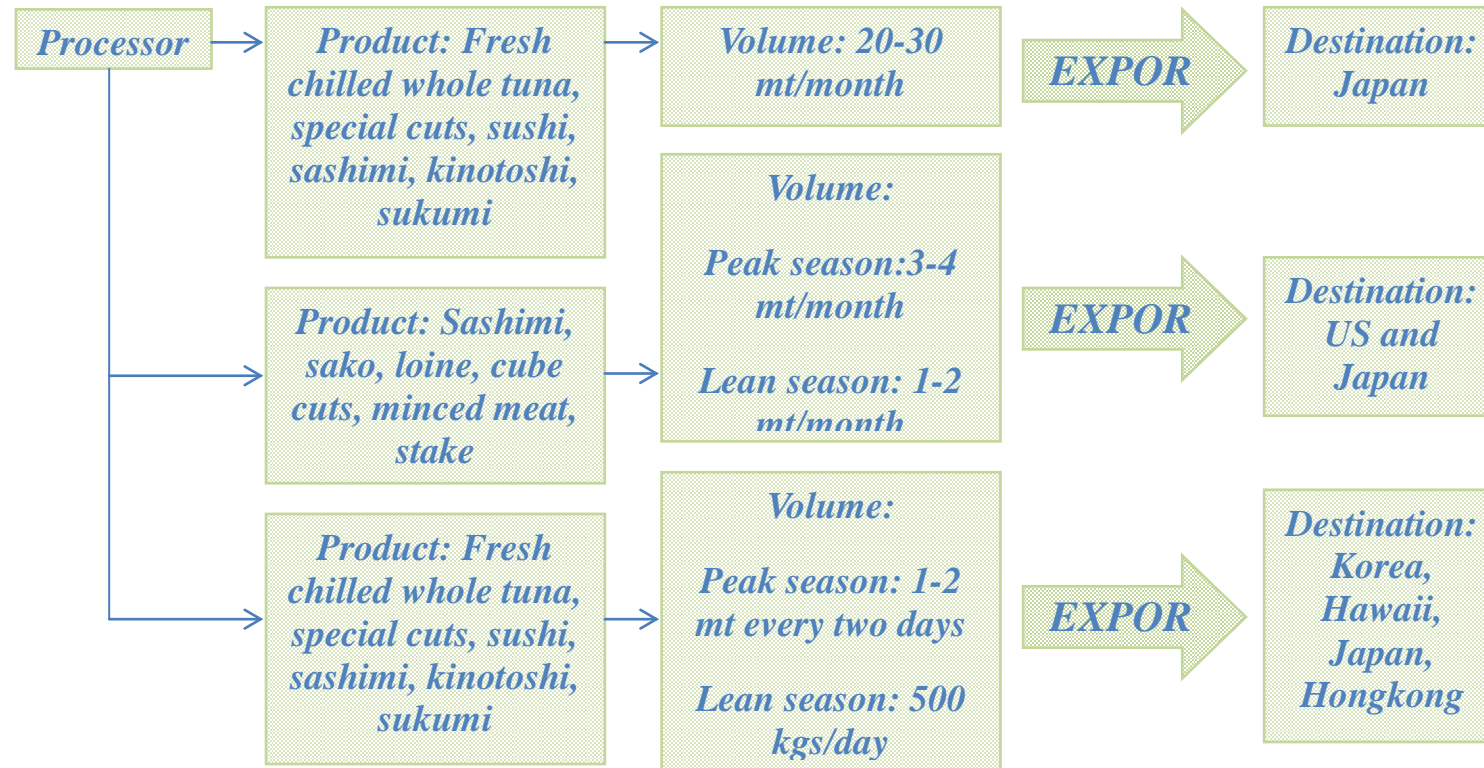 Processor
Product: Fresh
chilled whole tuna,
special cuts, sushi,
sashimi, kinotoshi,
sukumi
Volume: 20-30
mt/month
EXPOR
Destination:
Japan
Product: Sashimi,
sako, loine, cube
cuts, minced meat,
stake
Volume:
Peak season:3-4
mt/month
Lean season: 1-2
mt/month
EXPOR
Destination:
US and
Japan
Product: Fresh
chilled whole tuna,
special cuts, sushi,
sashimi, kinotoshi,
sukumi
Volume:
Peak season: 1-2
mt every two days
Lean season: 500
kgs/day
EXPOR
Destination:
Korea,
Hawaii,
Japan,
Hongkong